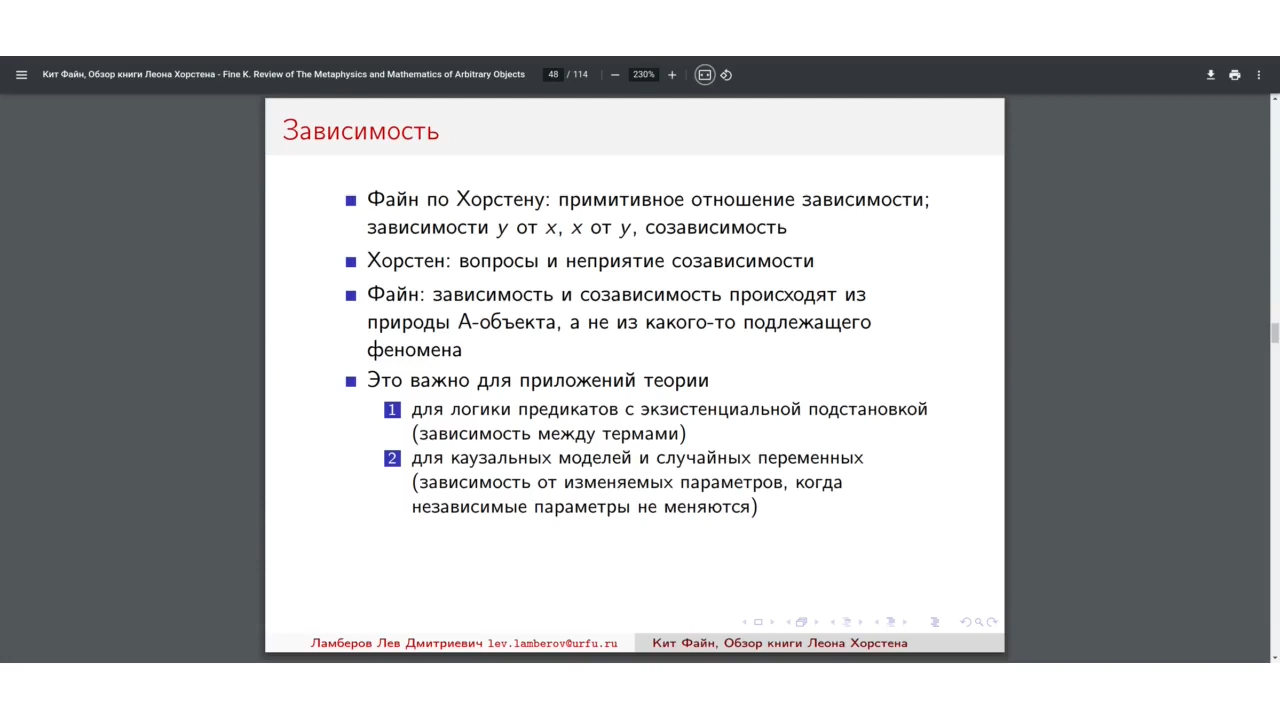 Кит Файн, Обзор книги Леона Хорстена - Fine K. Review of The Metaphysics and Mathematics of Arbitrary Objects 48 / 114 230%
Зависимость
Файн по Хорстену: примитивное отношение зависимости;
зависимости y от x, x от y, созависимость
Хорстен: вопросы и неприятие созависимости
Файн: зависимость и созависимость происходят из
природы А-объекта, а не из какого-то подлежащего
феномена
Это важно для приложений теории
1 для логики предикатов с экзистенциальной подстановкой
(зависимость между термами)
2 для каузальных моделей и случайных переменных
(зависимость от изменяемых параметров, когда
независимые параметры не меняются)
Ламберов Лев Дмитриевич lev.lamberov@urfu.ru Кит Файн, Обзор книги Леона Хорстена